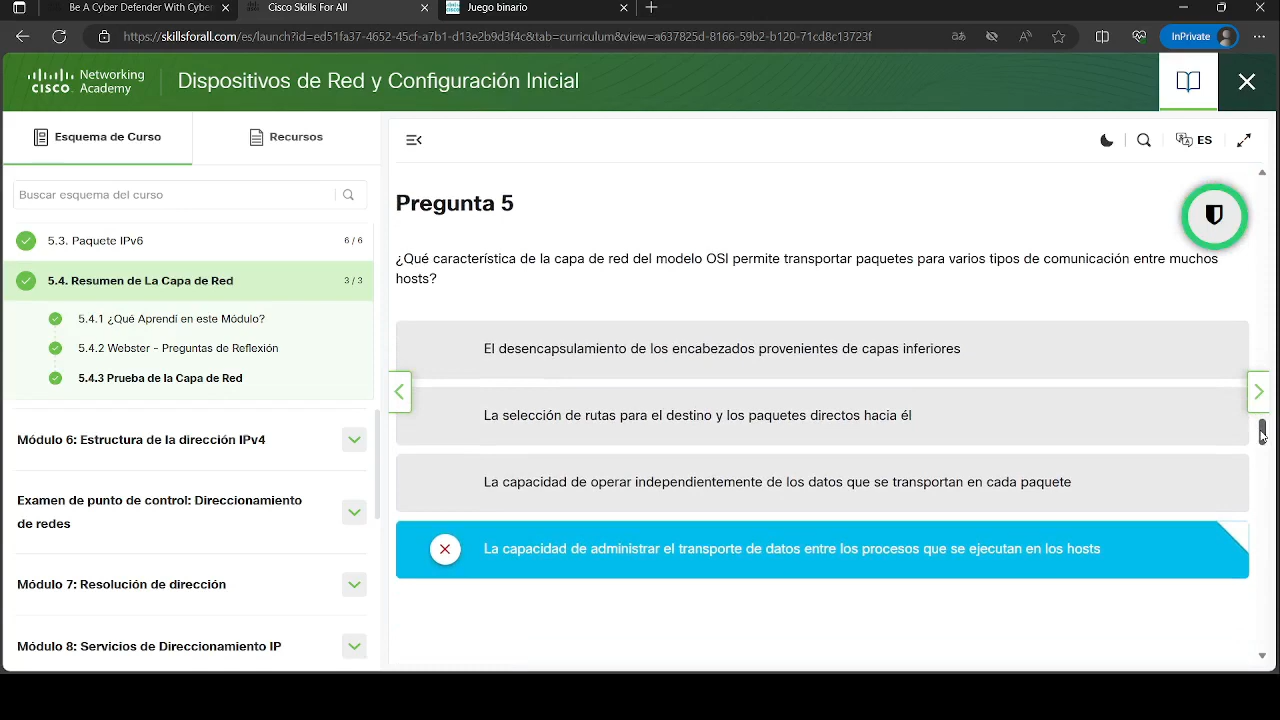 Be A Cyber Defender With Cyber
Cisco Skills For All
Juego binario
https://skillsforall.com/es/launch?id=ed51fa37-4652-45cf-a7b1-d13e2b9d3f4c8&tab=curriculum&view=a637825d-8166-59b2-b120-71cd8c13723f
InPrivate
cisco
Networking
Academy
Dispositivos de Red y Configuración Inicial
Esquema de Curso
Recursos
ES
Buscar esquema del curso
5.3. Paquete IPv6
6 / 6
5.4. Resumen de La Capa de Red
3 / 3
5.4.1 ¿Qué Aprendí en este Módulo?
5.4.2 Webster - Preguntas de Reflexión
5.4.3 Prueba de la Capa de Red
Módulo 6: Estructura de la dirección IPv4
Examen de punto de control: Direccionamiento
de redes
Módulo 7: Resolución de dirección
Módulo 8: Servicios de Direccionamiento IP
Pregunta 5
¿Qué característica de la capa de red del modelo OSI permite transportar paquetes para varios tipos de comunicación entre muchos
hosts?
El desencapsulamiento de los encabezados provenientes de capas inferiores
La selección de rutas para el destino y los paquetes directos hacia él
La capacidad de operar independientemente de los datos que se transportan en cada paquete
La capacidad de administrar el transporte de datos entre los procesos que se ejecutan en los hosts